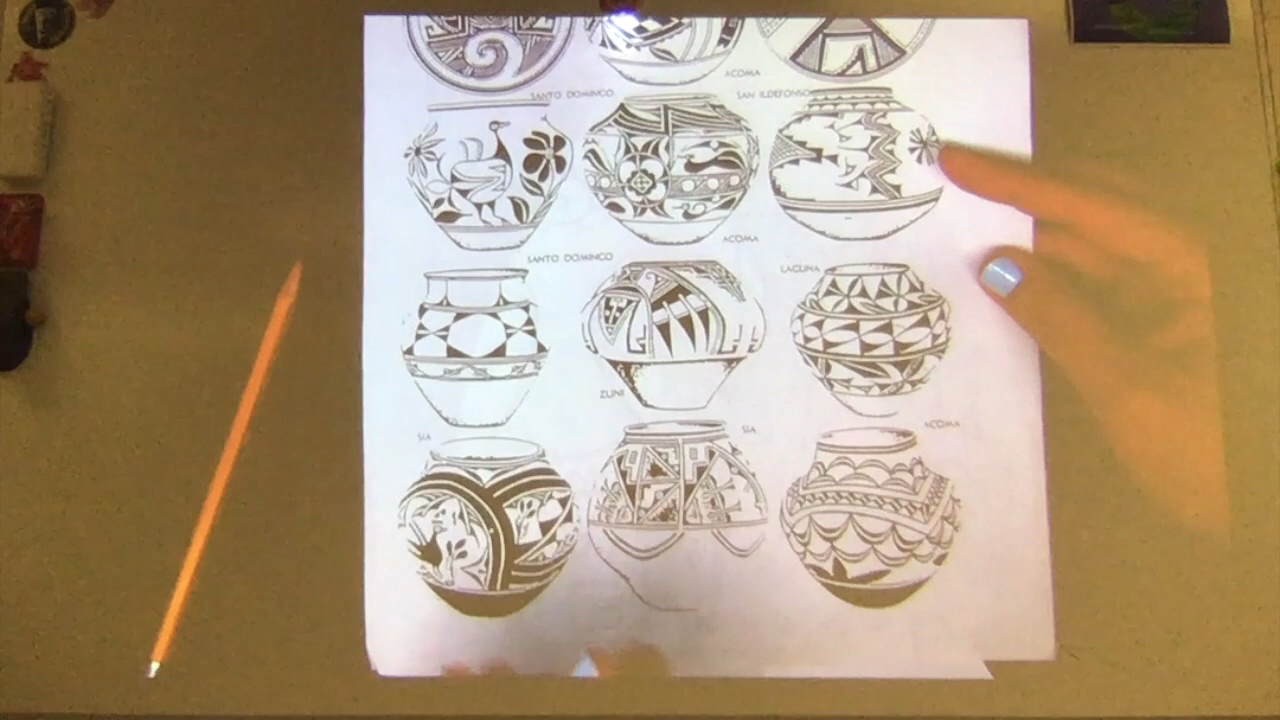 ACOMA
SANTO DOMINGO
SAN ILDEFONSO
ACOMA
SANTO DOMINGO
LAGUNA
ZUNI
ACOMA
SIA
SIA